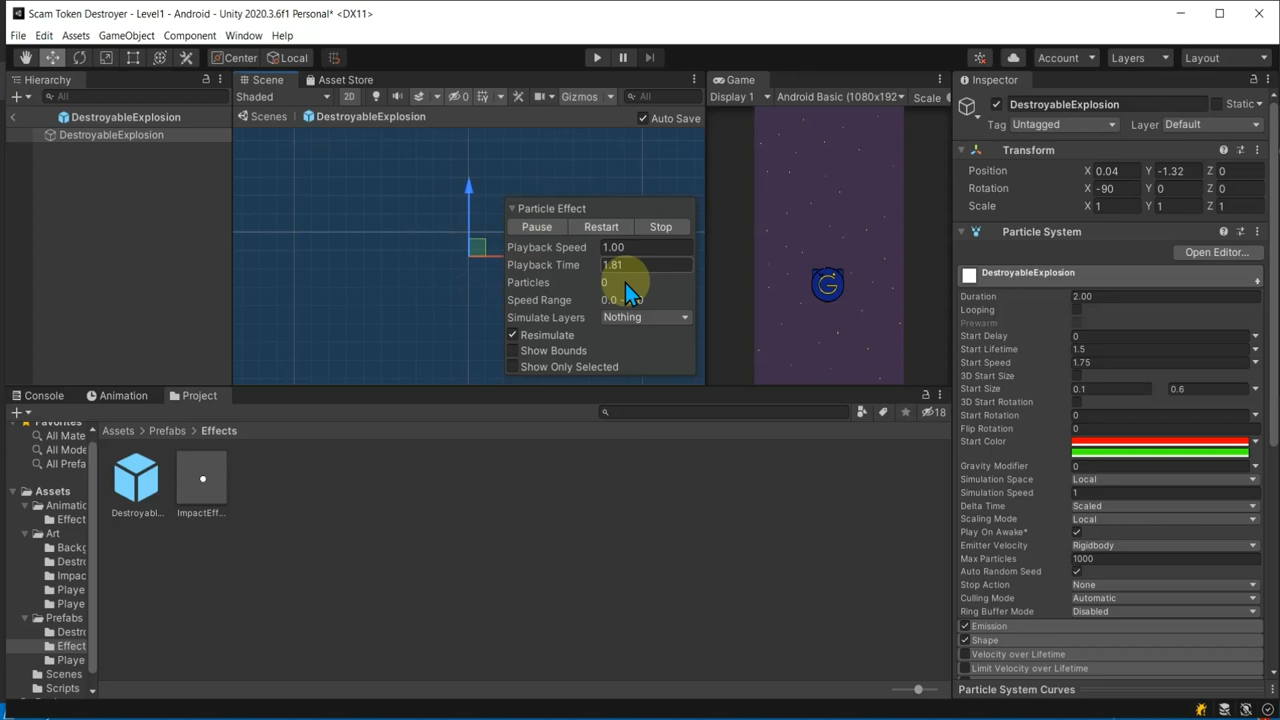 Scam Token Destroyer - Level1 - Android - Unity 2020.3.6f1 Personal* <DX11>
File Edit Assets GameObject Component Window Help
Center Local Account Layers Layout
Hierarchy Scene Asset Store Game Inspector
All Shaded 2D 0 Gizmos All Display 1 Android Basic (1080x192 Scale
DestroyableExplosion Scenes DestroyableExplosion Auto Save
DestroyableExplosion
DestroyableExplosion Static
Tag Untagged Layer Default
Transform
Position X 0.04 Y -1.32 Z 0
Rotation X -90 Y 0 Z 0
Scale X 1 Y 1 Z 1
Particle Effect
Pause Restart Stop
Playback Speed 1.00
Playback Time 1.81
Particles 0
Speed Range 0.0
Simulate Layers Nothing
Resimulate
Show Bounds
Show Only Selected
G
Particle System
Open Editor...
DestroyableExplosion
Duration 2.00
Looping
Prewarm
Start Delay 0
Start Lifetime 1.5
Start Speed 1.75
3D Start Size
Start Size 0.1 0.6
3D Start Rotation
Start Rotation 0
Flip Rotation 0
Start Color
Gravity Modifier 0
Simulation Space Local
Simulation Speed 1
Delta Time Scaled
Scaling Mode Local
Play On Awake*
Emitter Velocity Rigidbody
Max Particles 1000
Auto Random Seed
Stop Action None
Culling Mode Automatic
Ring Buffer Mode Disabled
Emission
Shape
Velocity over Lifetime
Limit Velocity over Lifetime
Particle System Curves
Console Animation Project
18
Favorites
All Mate
All Mode
All Prefa
Assets
Animatic
Effect
Art
Backg
Destro
Impac
Playe
Playe
Prefabs
Destro
Effect
Playe
Scenes
Scripts
Assets Prefabs Effects
Destroyabl... ImpactEff...